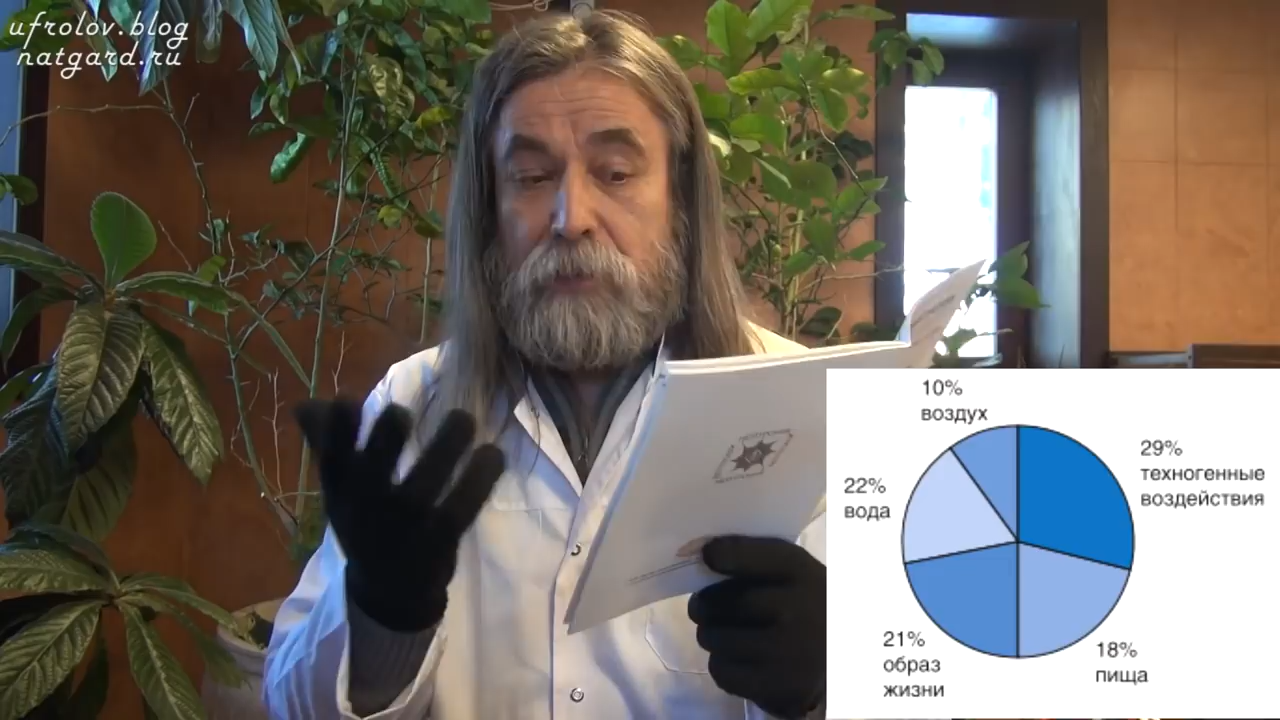 ufrolov.blog
natgard.ru
10%
воздух
29%
техногенные
воздействия
22%
вода
21%
образ
жизни
18%
пища